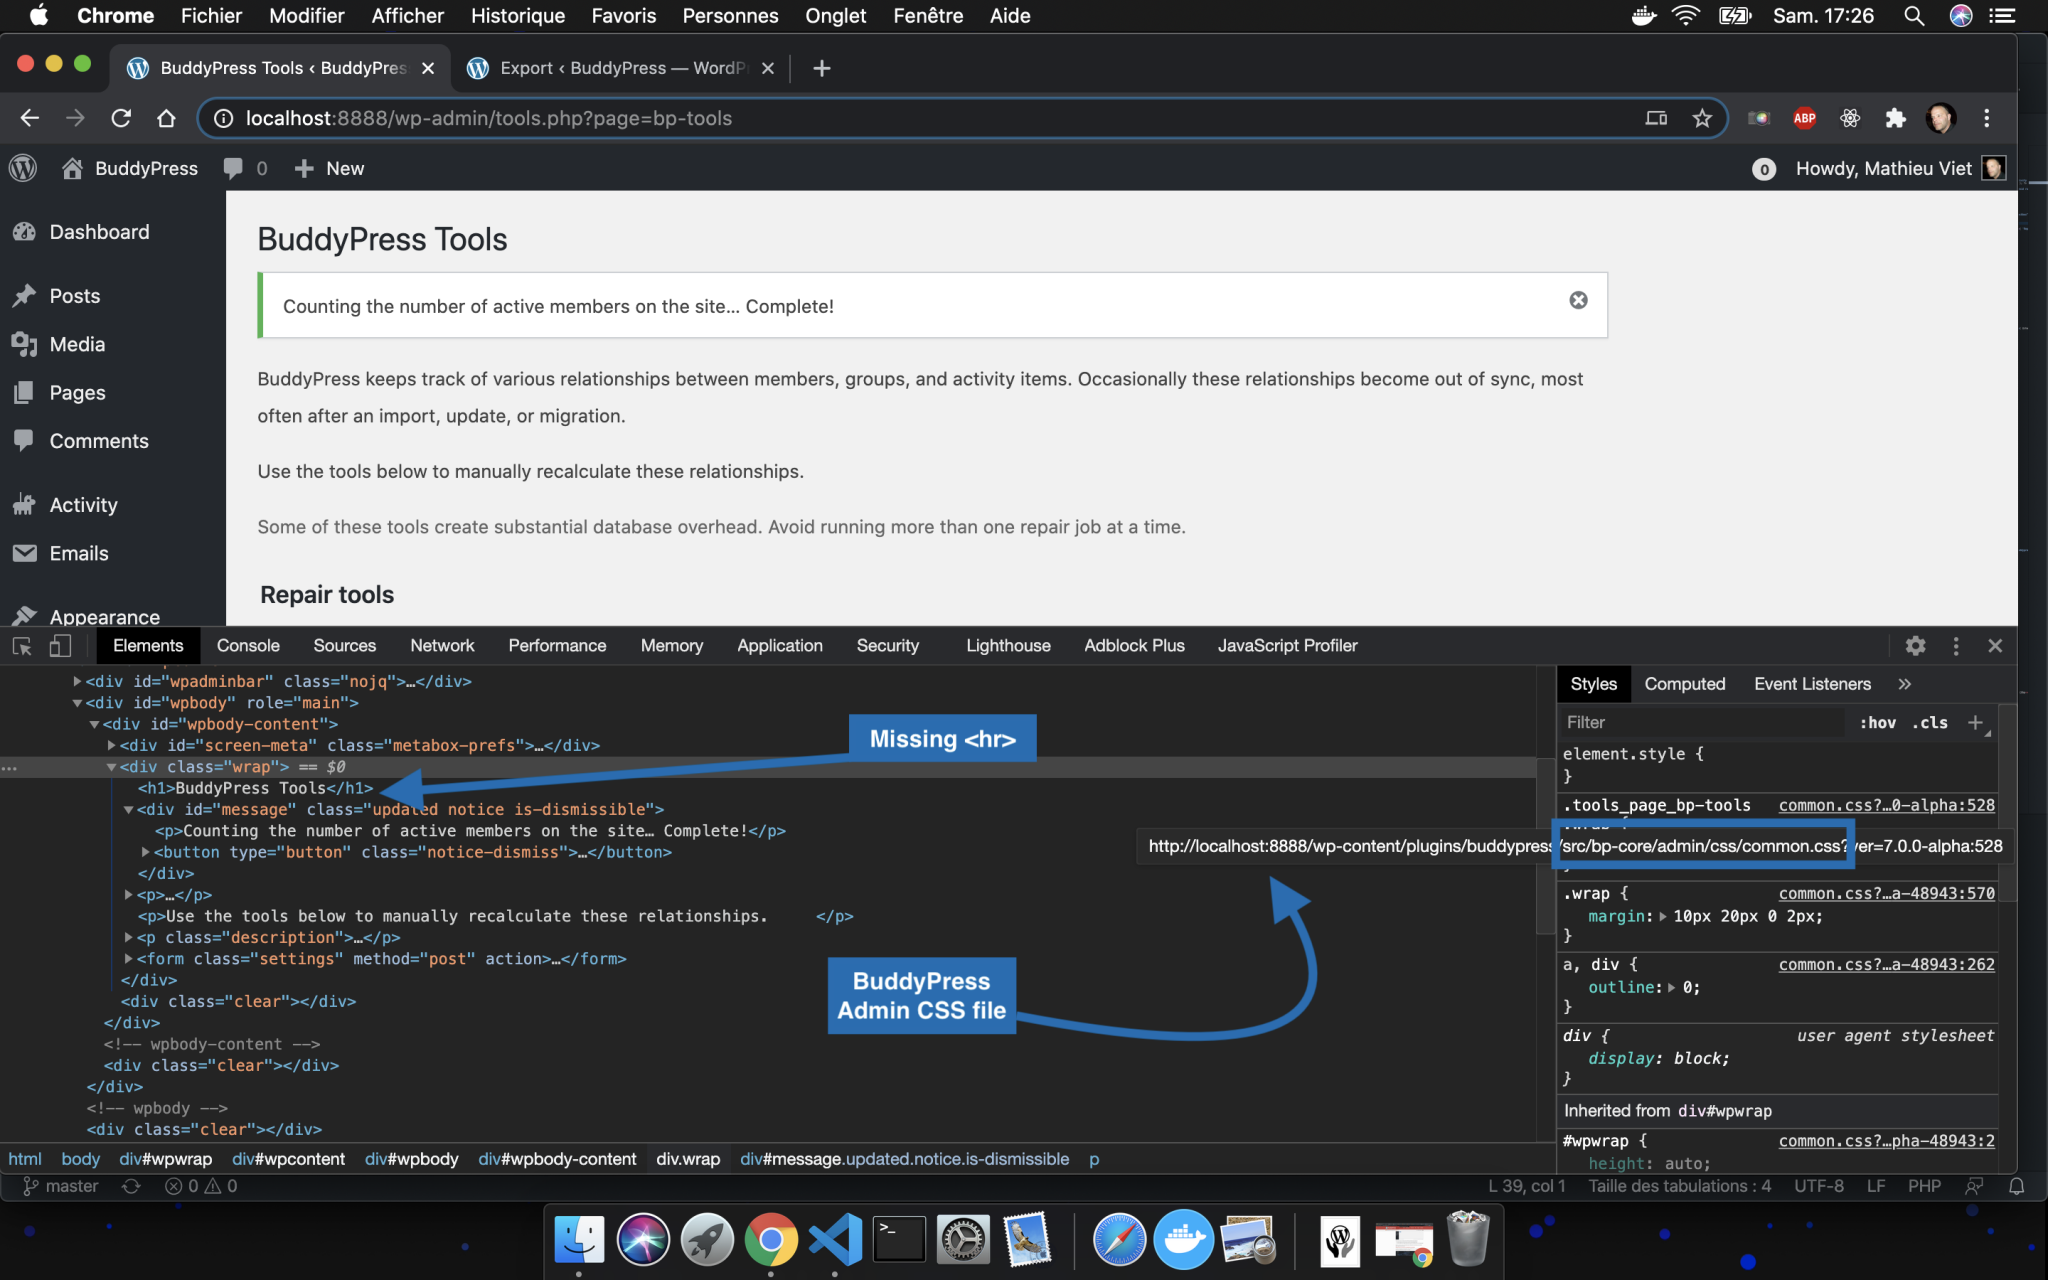 Chrome Fichier Modifier Afficher Historique Favoris Personnes Onglet Fenêtre Aide Sam. 17:26
BuddyPress Tools ‹ BuddyPres Export ‹ BuddyPress — WordP
localhost:8888/wp-admin/tools.php?page=bp-tools ABP
BuddyPress 0 New 0 Howdy, Mathieu Viet
Dashboard
Posts
Media
Pages
Comments
Activity
Emails
Appearance
BuddyPress Tools
Counting the number of active members on the site… Complete!
BuddyPress keeps track of various relationships between members, groups, and activity items. Occasionally these relationships become out of sync, most
often after an import, update, or migration.
Use the tools below to manually recalculate these relationships.
Some of these tools create substantial database overhead. Avoid running more than one repair job at a time.
Repair tools
Elements Console Sources Network Performance Memory Application Security Lighthouse Adblock Plus JavaScript Profiler
<div id="wpadminbar" class="nojq">…</div>
<div id="wpbody" role="main">
<div id="wpbody-content">
<div id="screen-meta" class="metabox-prefs">…</div>
<div class="wrap"> == $0
<h1>BuddyPress Tools</h1>
<div id="message" class="updated notice is-dismissible">
<p>Counting the number of active members on the site… Complete!</p>
<button type="button" class="notice-dismiss">…</button>
</div>
<p>…</p>
<p>Use the tools below to manually recalculate these relationships. </p>
<p class="description">…</p>
<form class="settings" method="post" action>…</form>
</div>
<div class="clear"></div>
</div>
<!-- wpbody-content -->
<div class="clear"></div>
</div>
<!-- wpbody -->
<div class="clear"></div>
Missing <hr>
BuddyPress
Admin CSS file
http://localhost:8888/wp-content/plugins/buddypress/src/bp-core/admin/css/common.css?ver=7.0.0-alpha:528
Styles Computed Event Listeners »
Filter :hov .cls
element.style {
}
.tools_page_bp-tools common.css?…0-alpha:528
.wrap {
}
.wrap { common.css?…a-48943:570
margin: 10px 20px 0 2px;
}
a, div { common.css?…a-48943:262
outline: 0;
}
div { user agent stylesheet
display: block;
}
Inherited from div#wpwrap
#wpwrap { common.css?…pha-48943:2
height: auto;
html body div#wpwrap div#wpcontent div#wpbody div#wpbody-content div.wrap div#message.updated.notice.is-dismissible p
master 0 0 L 39, col 1 Taille des tabulations : 4 UTF-8 LF PHP